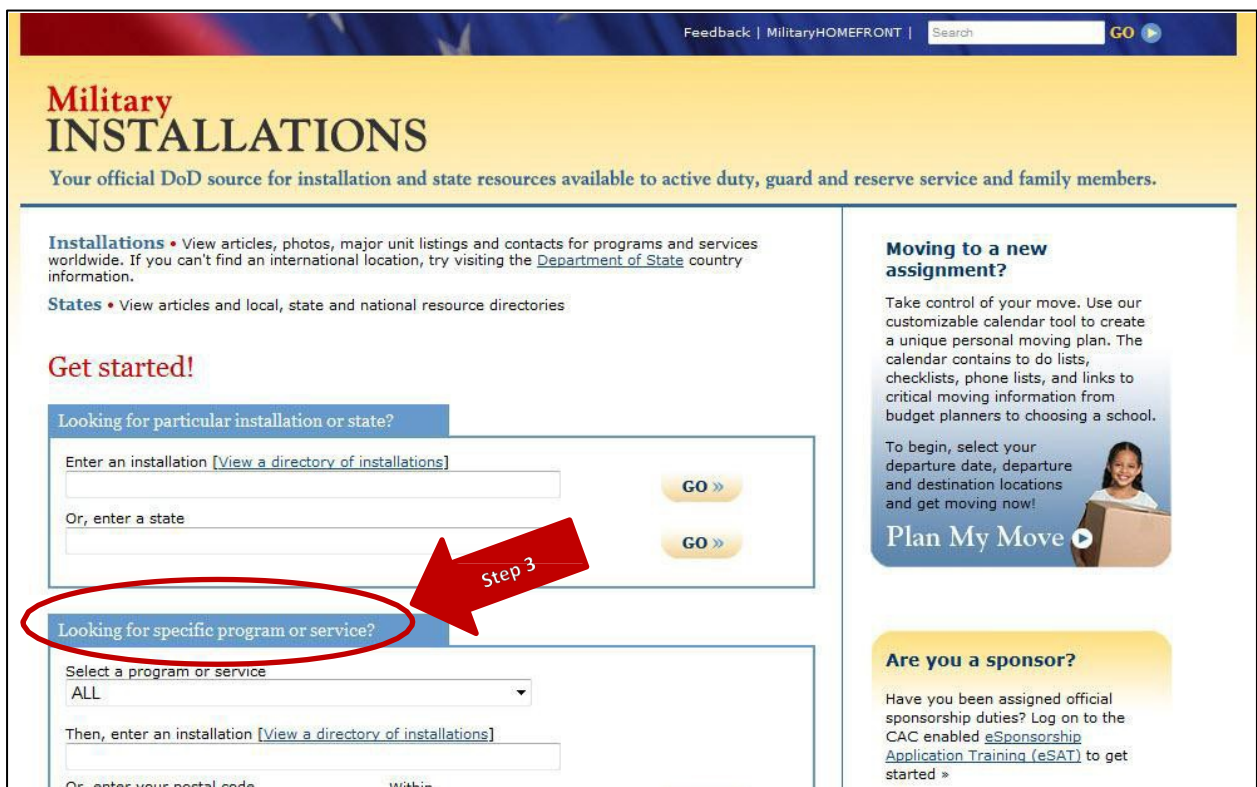 Feedback | MilitaryHOMEFRONT | Search GO
Military
INSTALLATIONS
Your official DoD source for installation and state resources available to active duty, guard and reserve service and family members.
Installations • View articles, photos, major unit listings and contacts for programs and services
worldwide. If you can't find an international location, try visiting the Department of State country
information.
States • View articles and local, state and national resource directories
Get started!
Looking for particular installation or state?
Enter an installation [View a directory of installations]
GO »
Or, enter a state
GO »
Step 3
Looking for specific program or service?
Select a program or service
ALL
Then, enter an installation [View a directory of installations]
Or, enter your postal code Within
Moving to a new
assignment?
Take control of your move. Use our
customizable calendar tool to create
a unique personal moving plan. The
calendar contains to do lists,
checklists, phone lists, and links to
critical moving information from
budget planners to choosing a school.
To begin, select your
departure date, departure
and destination locations
and get moving now!
Plan My Move
Are you a sponsor?
Have you been assigned official
sponsorship duties? Log on to the
CAC enabled eSponsorship
Application Training (eSAT) to get
started »